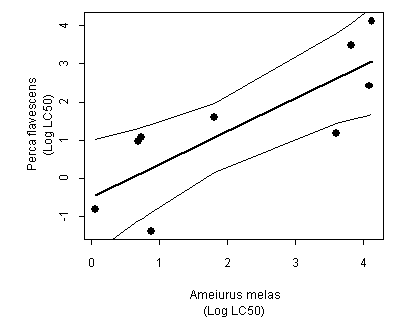 Perca flavescens
(Log LC50)
4
3
2
1
0
-1
0 1 2 3 4
Ameiurus melas
(Log LC50)